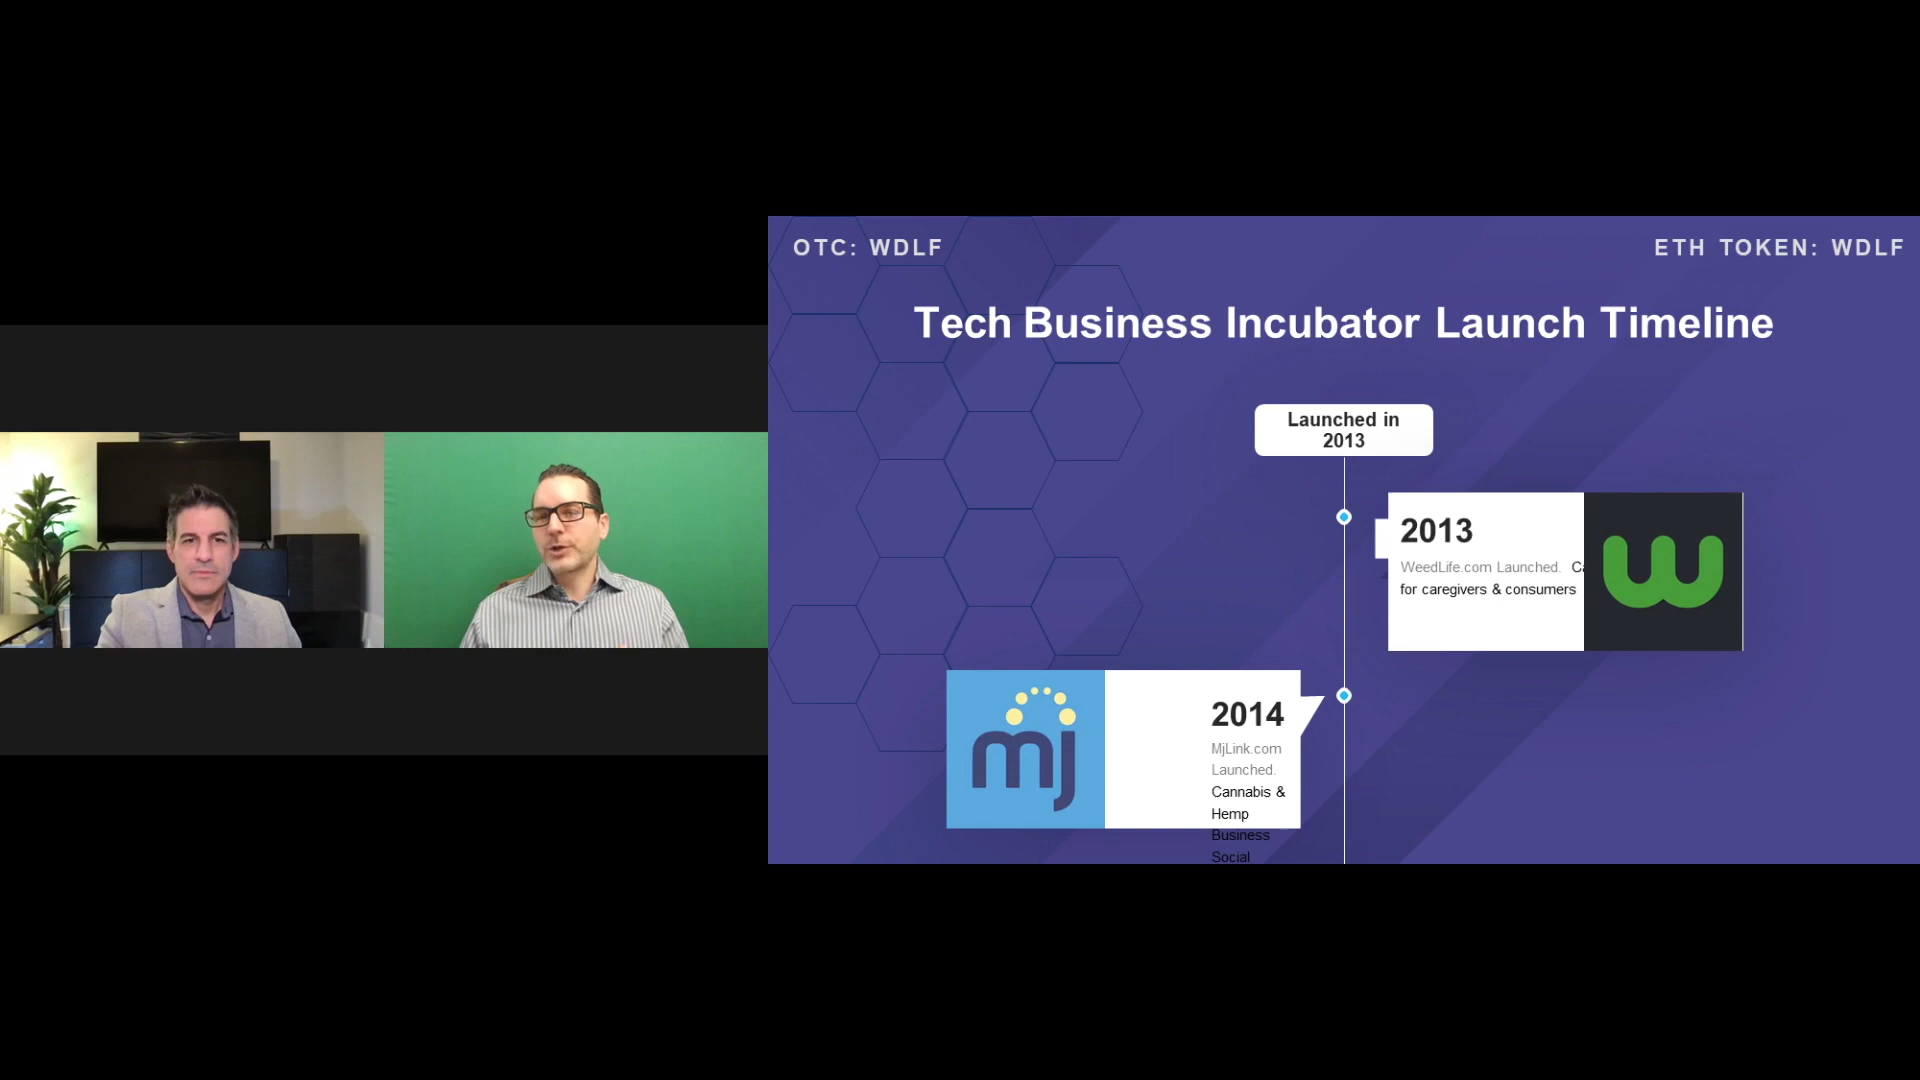 OTC: WDLF
ETH TOKEN: WDLF
Tech Business Incubator Launch Timeline
Launched in
2013
2013
WeedLife.com Launched.
for caregivers & consumers
w
mj
2014
MjLink.com
Launched.
Cannabis &
Hemp
Business
Social